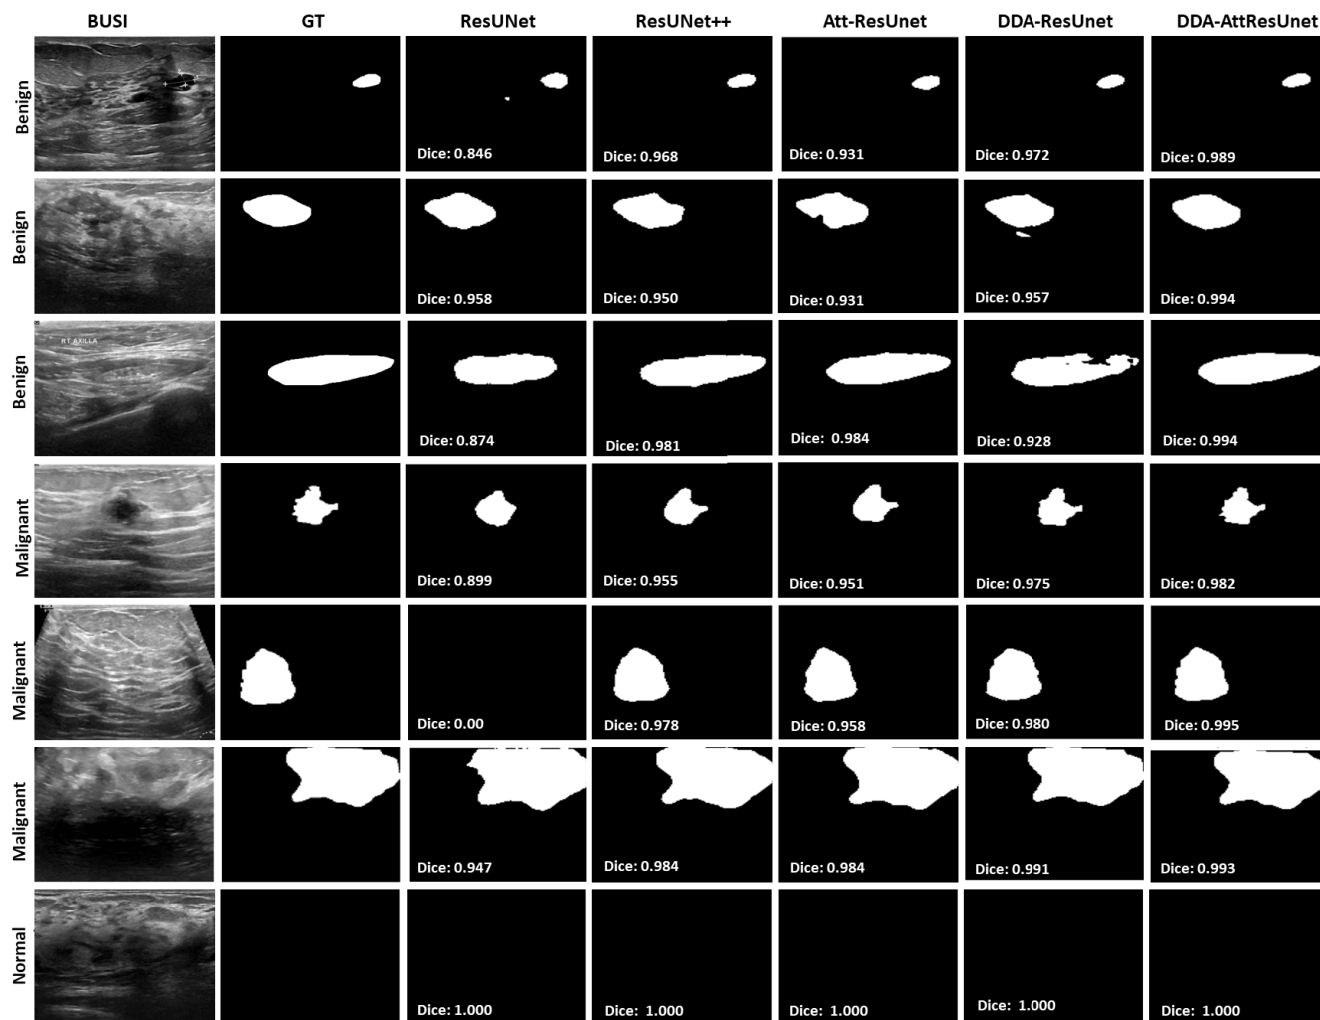 BUSI GT ResUNet ResUNet++ Att-ResUnet DDA-ResUnet DDA-AttResUnet
Benign
Dice: 0.846 Dice: 0.968 Dice: 0.931 Dice: 0.972 Dice: 0.989
Benign
Dice: 0.958 Dice: 0.950 Dice: 0.931 Dice: 0.957 Dice: 0.994
Benign
RT AXILLA
Dice: 0.874 Dice: 0.981 Dice: 0.984 Dice: 0.928 Dice: 0.994
Malignant
Dice: 0.899 Dice: 0.955 Dice: 0.951 Dice: 0.975 Dice: 0.982
Malignant
Dice: 0.00 Dice: 0.978 Dice: 0.958 Dice: 0.980 Dice: 0.995
Malignant
Dice: 0.947 Dice: 0.984 Dice: 0.984 Dice: 0.991 Dice: 0.993
Normal
Dice: 1.000 Dice: 1.000 Dice: 1.000 Dice: 1.000 Dice: 1.000